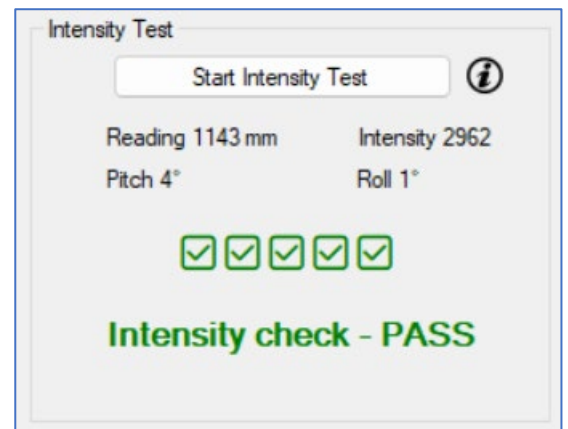 Intensity Test
Start Intensity Test
Reading 1143 mm Intensity 2962
Pitch 4° Roll 1°
Intensity check - PASS